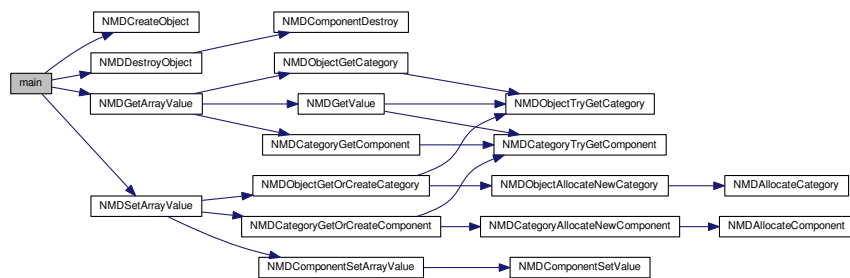 NMDCreateObject
NMDComponentDestroy
NMDDestroyObject
NMDObjectGetCategory
main
NMDGetArrayValue
NMDGetValue
NMDObjectTryGetCategory
NMDCategoryGetComponent
NMDCategoryTryGetComponent
NMDObjectGetOrCreateCategory
NMDObjectAllocateNewCategory
NMDAllocateCategory
NMDSetArrayValue
NMDCategoryGetOrCreateComponent
NMDCategoryAllocateNewComponent
NMDAllocateComponent
NMDComponentSetArrayValue
NMDComponentSetValue